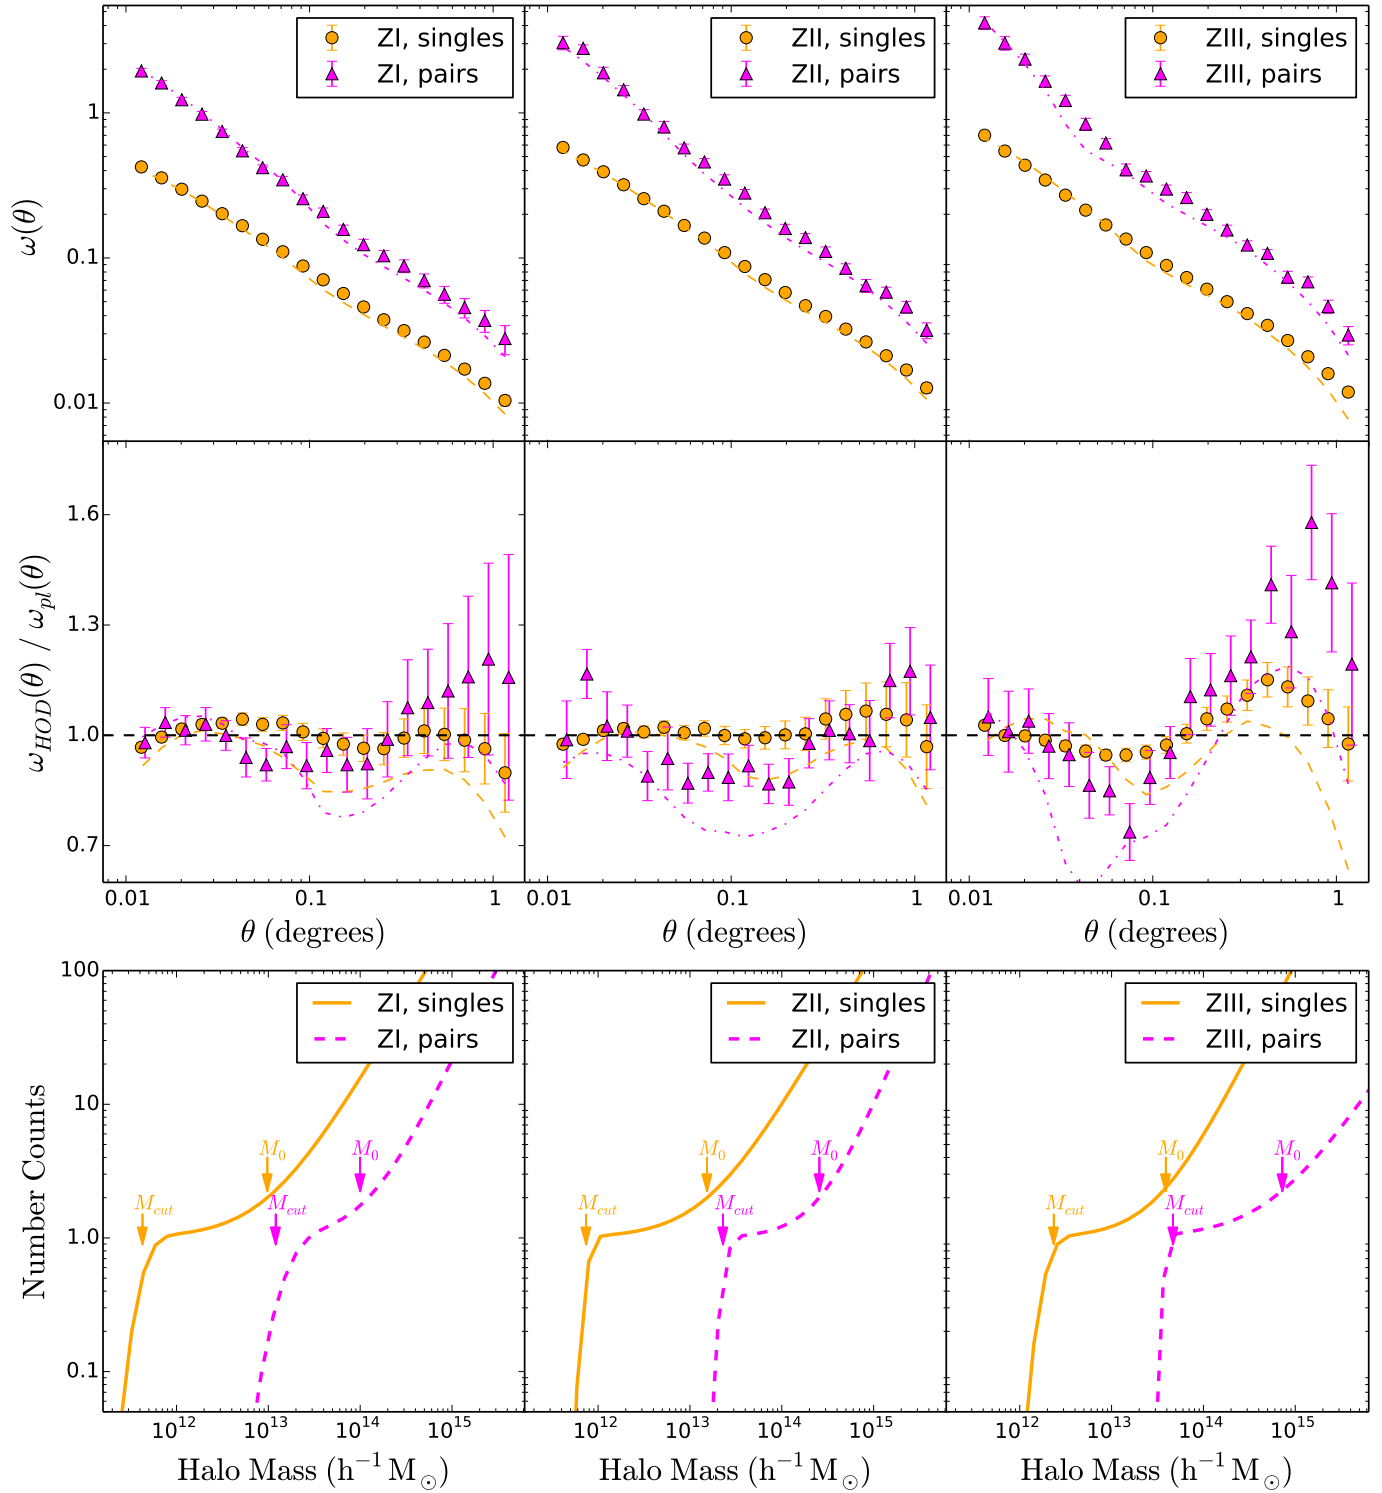 ZI, singles
ZI, pairs
ZII, singles
ZII, pairs
ZIII, singles
ZIII, pairs
1
0.1
0.01
ω(θ)
1.6
1.3
1.0
0.7
ω_HOD(θ) / ω_pl(θ)
0.01 0.1 1
0.01 0.1 1
0.01 0.1 1
θ (degrees)
θ (degrees)
θ (degrees)
100
10
1.0
0.1
Number Counts
ZI, singles
ZI, pairs
M_0
M_0
M_cut
M_cut
ZII, singles
ZII, pairs
M_0
M_0
M_cut
M_cut
ZIII, singles
ZIII, pairs
M_0
M_0
M_cut
M_cut
10^12 10^13 10^14 10^15
10^12 10^13 10^14 10^15
10^12 10^13 10^14 10^15
Halo Mass (h^−1 M_⊙)
Halo Mass (h^−1 M_⊙)
Halo Mass (h^−1 M_⊙)